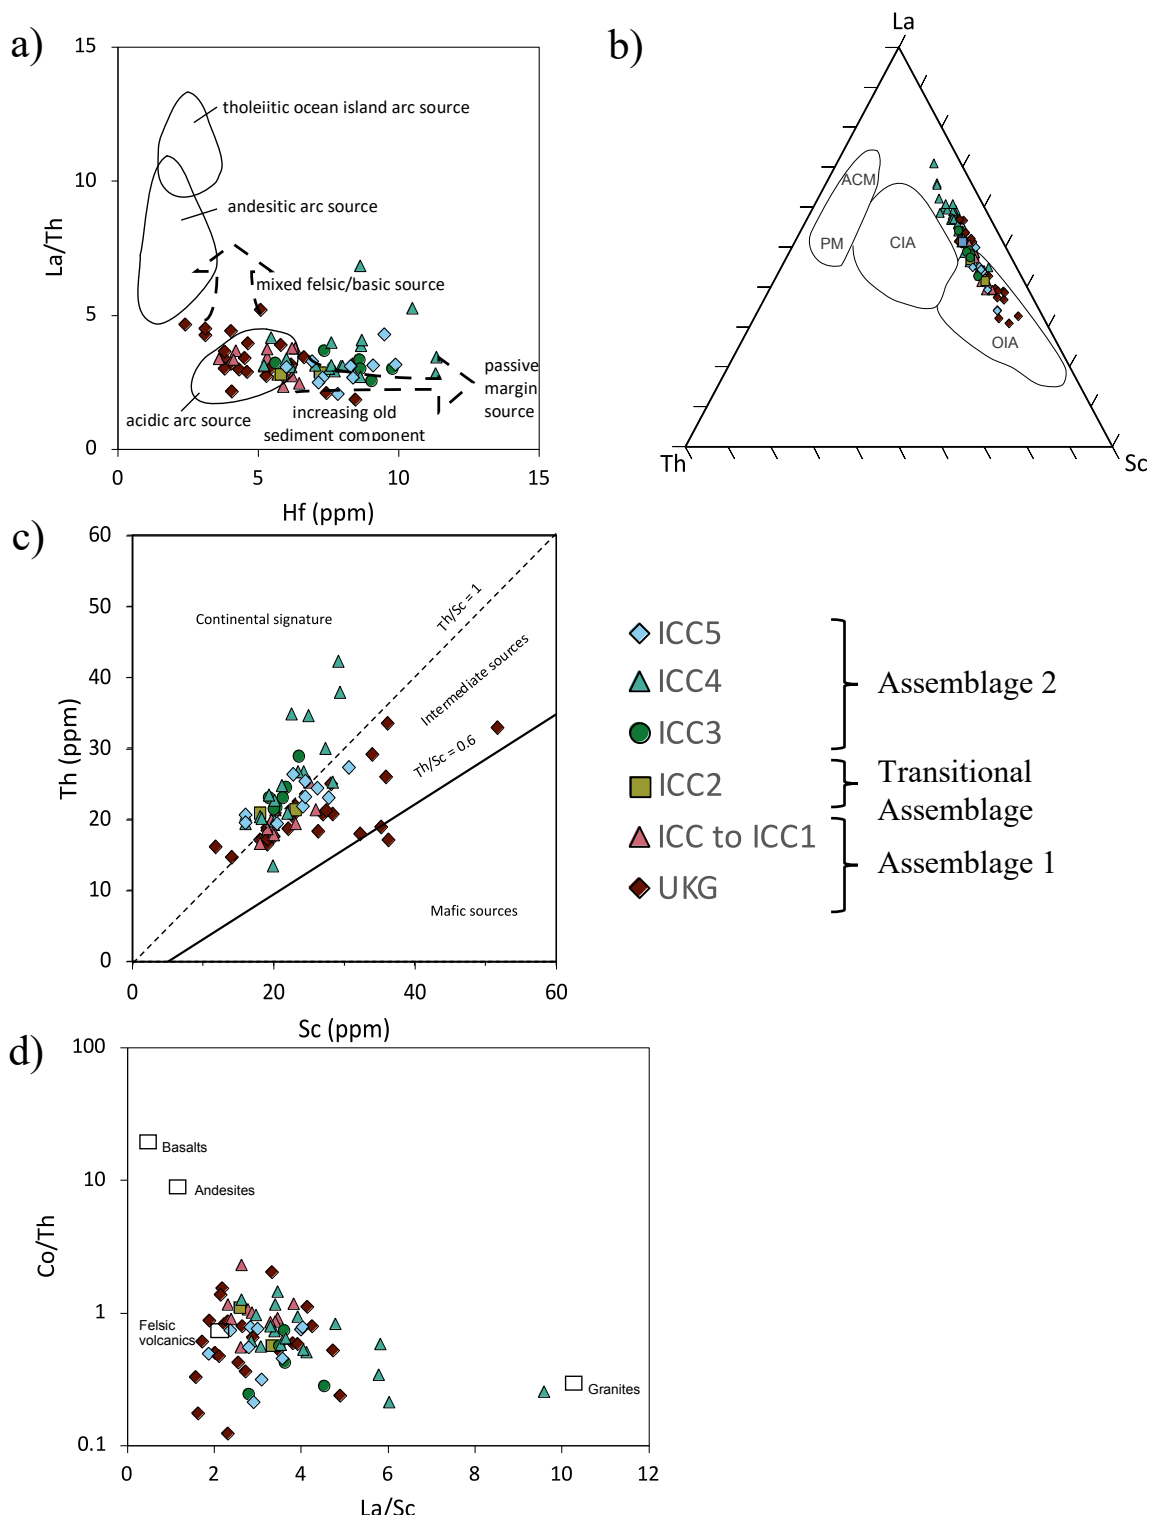 a)
15
10
5
0
La/Th
tholeiitic ocean island arc source
andesitic arc source
mixed felsic/basic source
passive
margin
source
acidic arc source
increasing old
sediment component
0
5
10
15
Hf (ppm)
b)
La
ACM
PM
CIA
OIA
Th
Sc
c)
60
50
40
30
20
10
0
Th (ppm)
Continental signature
Th/Sc = 1
Intermediate sources
Th/Sc = 0.6
Mafic sources
0
20
40
60
Sc (ppm)
ICC5
ICC4
ICC3
ICC2
ICC to ICC1
UKG
Assemblage 2
Transitional
Assemblage
Assemblage 1
d)
100
10
1
0.1
Co/Th
Basalts
Andesites
Felsic
volcanics
Granites
0
2
4
6
8
10
12
La/Sc